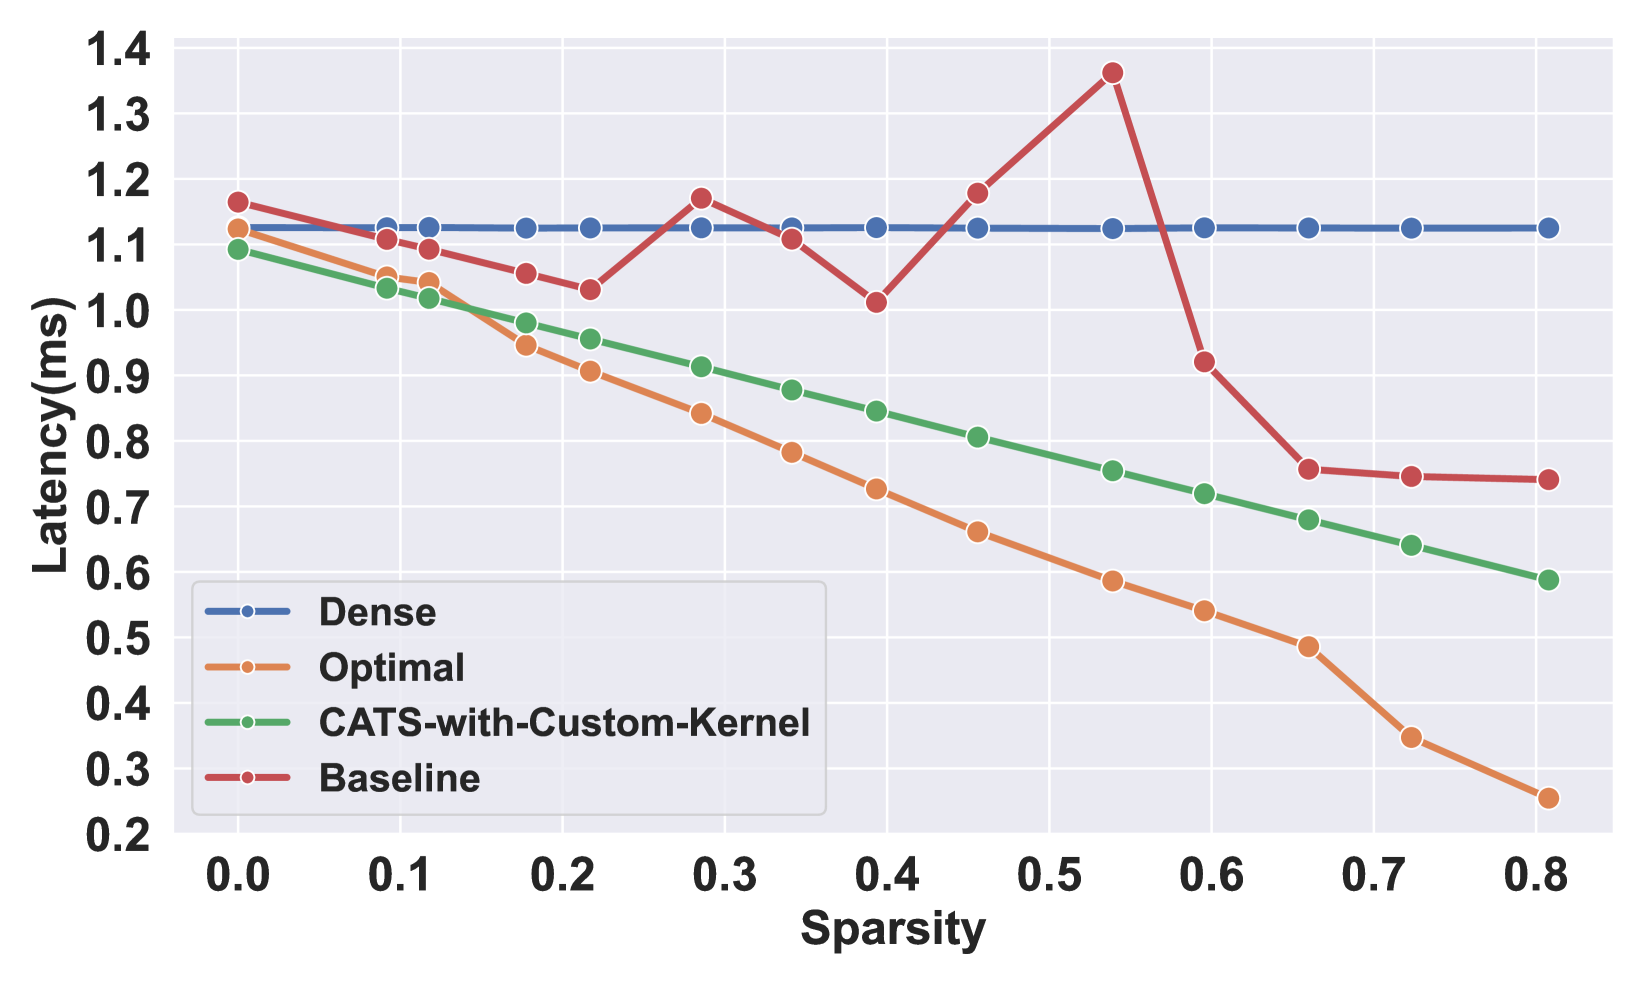 1.4
1.3
1.2
1.1
1.0
0.9
0.8
0.7
0.6
0.5
0.4
0.3
0.2
Latency(ms)
Dense
Optimal
CATS-with-Custom-Kernel
Baseline
0.0 0.1 0.2 0.3 0.4 0.5 0.6 0.7 0.8
Sparsity